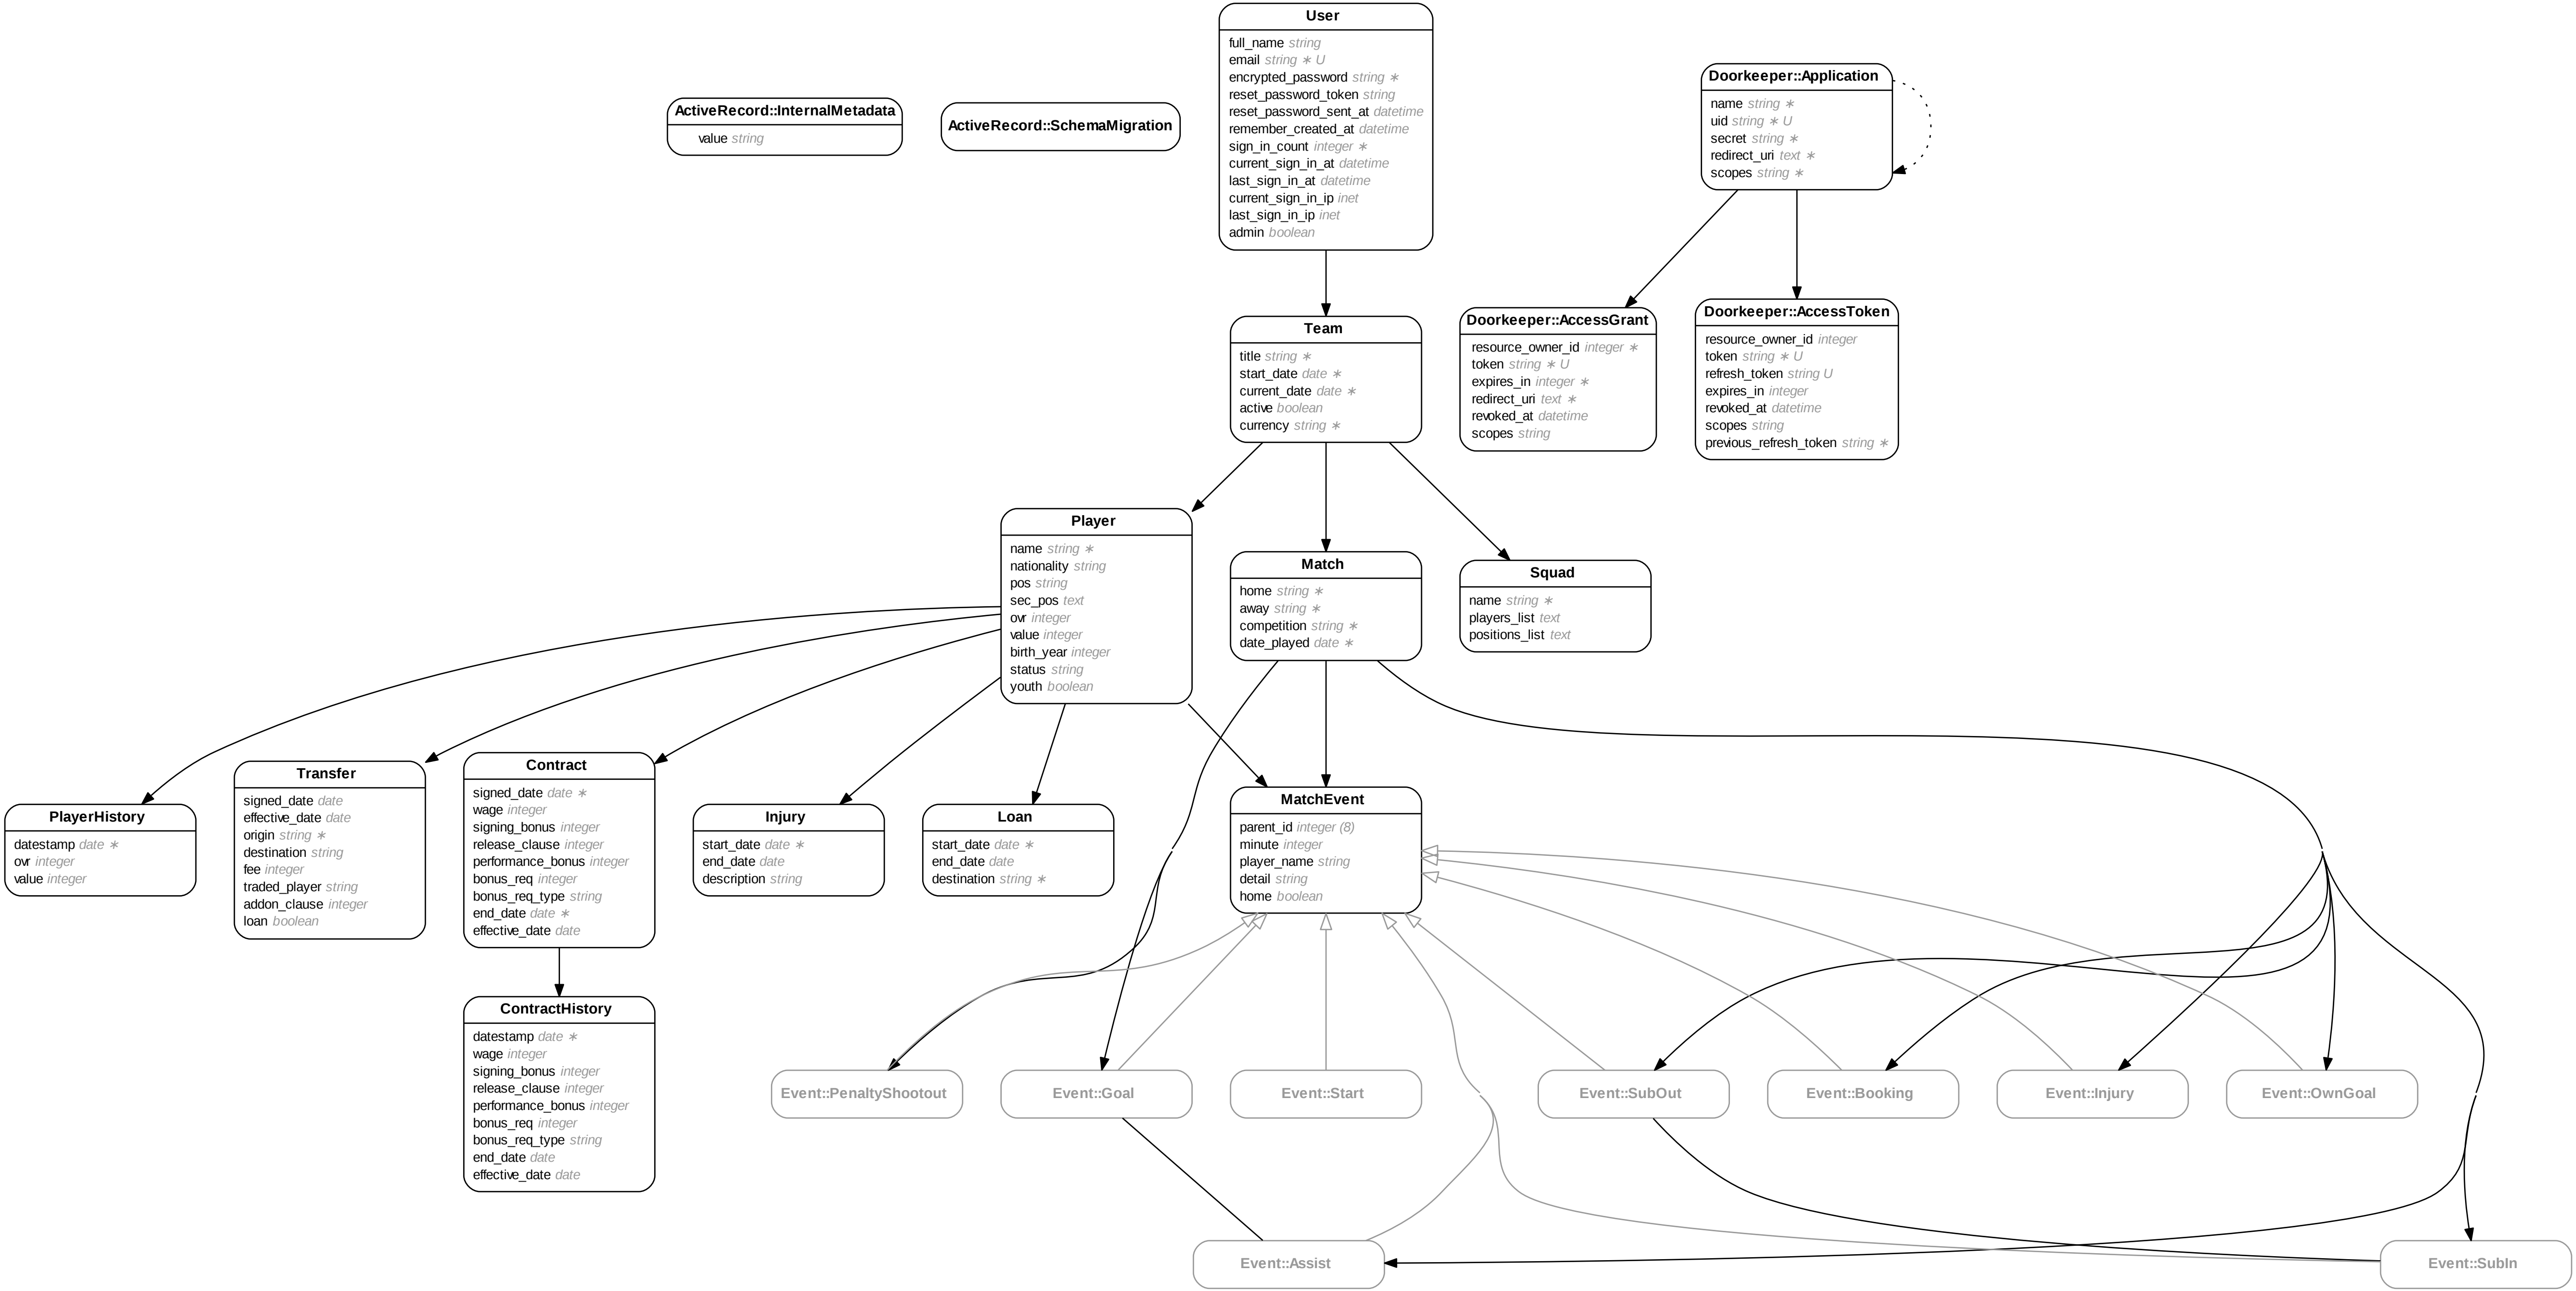 User
full_name string
email string ∗ U
encrypted_password string ∗
reset_password_token string
reset_password_sent_at datetime
remember_created_at datetime
sign_in_count integer ∗
current_sign_in_at datetime
last_sign_in_at datetime
current_sign_in_ip inet
last_sign_in_ip inet
admin boolean
ActiveRecord::InternalMetadata
value string
ActiveRecord::SchemaMigration
Doorkeeper::Application
name string ∗
uid string ∗ U
secret string ∗
redirect_uri text ∗
scopes string ∗
Team
title string ∗
start_date date ∗
current_date date ∗
active boolean
currency string ∗
Doorkeeper::AccessGrant
resource_owner_id integer ∗
token string ∗ U
expires_in integer ∗
redirect_uri text ∗
revoked_at datetime
scopes string
Doorkeeper::AccessToken
resource_owner_id integer
token string ∗ U
refresh_token string U
expires_in integer
revoked_at datetime
scopes string
previous_refresh_token string ∗
Player
name string ∗
nationality string
pos string
sec_pos text
ovr integer
value integer
birth_year integer
status string
youth boolean
Match
home string ∗
away string ∗
competition string ∗
date_played date ∗
Squad
name string ∗
players_list text
positions_list text
PlayerHistory
datestamp date ∗
ovr integer
value integer
Transfer
signed_date date
effective_date date
origin string ∗
destination string
fee integer
traded_player string
addon_clause integer
loan boolean
Contract
signed_date date ∗
wage integer
signing_bonus integer
release_clause integer
performance_bonus integer
bonus_req integer
bonus_req_type string
end_date date ∗
effective_date date
Injury
start_date date ∗
end_date date
description string
Loan
start_date date ∗
end_date date
destination string ∗
MatchEvent
parent_id integer (8)
minute integer
player_name string
detail string
home boolean
ContractHistory
datestamp date ∗
wage integer
signing_bonus integer
release_clause integer
performance_bonus integer
bonus_req integer
bonus_req_type string
end_date date
effective_date date
Event::PenaltyShootout
Event::Goal
Event::Start
Event::SubOut
Event::Booking
Event::Injury
Event::OwnGoal
Event::Assist
Event::SubIn